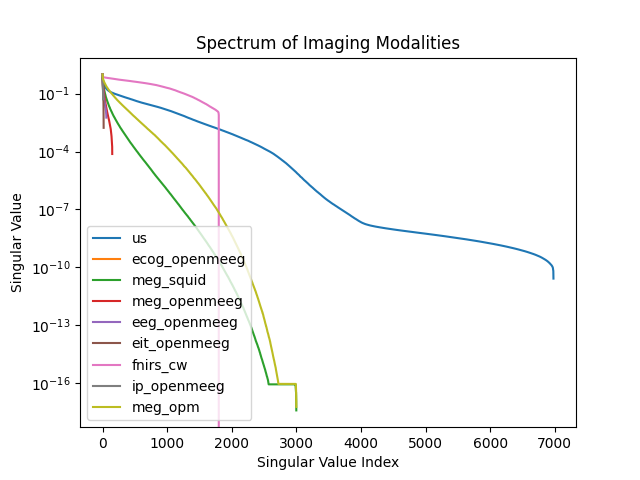 Spectrum of Imaging Modalities
10⁻¹
10⁻⁴
10⁻⁷
10⁻¹⁰
10⁻¹³
10⁻¹⁶
Singular Value
us
ecog_openmeeg
meg_squid
meg_openmeeg
eeg_openmeeg
eit_openmeeg
fnirs_cw
ip_openmeeg
meg_opm
0 1000 2000 3000 4000 5000 6000 7000
Singular Value Index